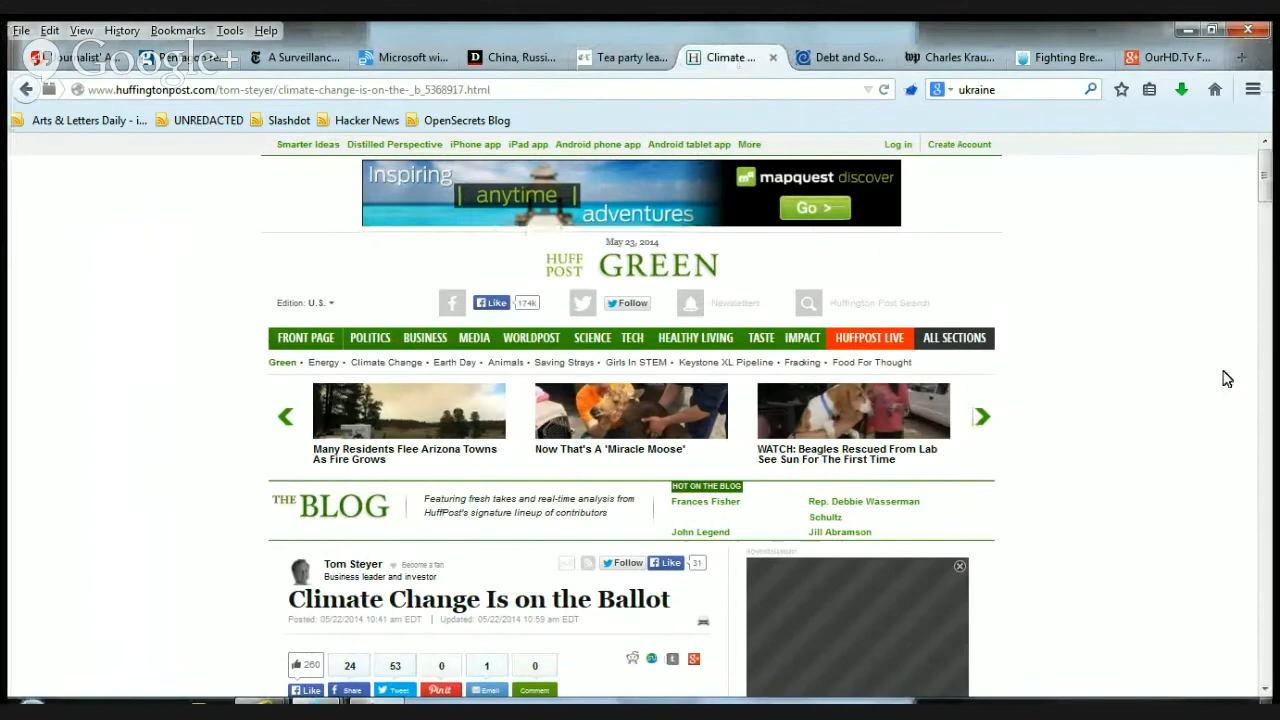 File Edit View History Bookmarks Tools Help
Google+
A Surveillanc... Microsoft wi... China, Russi... Tea party lea... Climate ... Debt and So... Charles Krau... Fighting Bre... OurHD.Tv F...
www.huffingtonpost.com/tom-steyer/climate-change-is-on-the-_b_5368917.html ukraine
Arts & Letters Daily - i... UNREDACTED Slashdot Hacker News OpenSecrets Blog
Smarter Ideas Distilled Perspective iPhone app iPad app Android phone app Android tablet app More Log in Create Account
Inspiring
anytime
adventures
mapquest discover
Go >
May 23, 2014
HUFF POST GREEN
Edition: U.S. Like 174k Follow Newsletters Huffington Post Search
FRONT PAGE POLITICS BUSINESS MEDIA WORLDPOST SCIENCE TECH HEALTHY LIVING TASTE IMPACT HUFFPOST LIVE ALL SECTIONS
Green · Energy · Climate Change · Earth Day · Animals · Saving Strays · Girls In STEM · Keystone XL Pipeline · Fracking · Food For Thought
Many Residents Flee Arizona Towns
As Fire Grows
Now That's A 'Miracle Moose'
WATCH: Beagles Rescued From Lab
See Sun For The First Time
THE BLOG
Featuring fresh takes and real-time analysis from
HuffPost's signature lineup of contributors
HOT ON THE BLOG
Frances Fisher
Rep. Debbie Wasserman
Schultz
John Legend
Jill Abramson
ADVERTISEMENT
Tom Steyer Become a fan
Business leader and investor
Follow Like 31
Climate Change Is on the Ballot
Posted: 05/22/2014 10:41 am EDT | Updated: 05/22/2014 10:59 am EDT
260 24 53 0 1 0
Like Share Tweet Pin it Email Comment